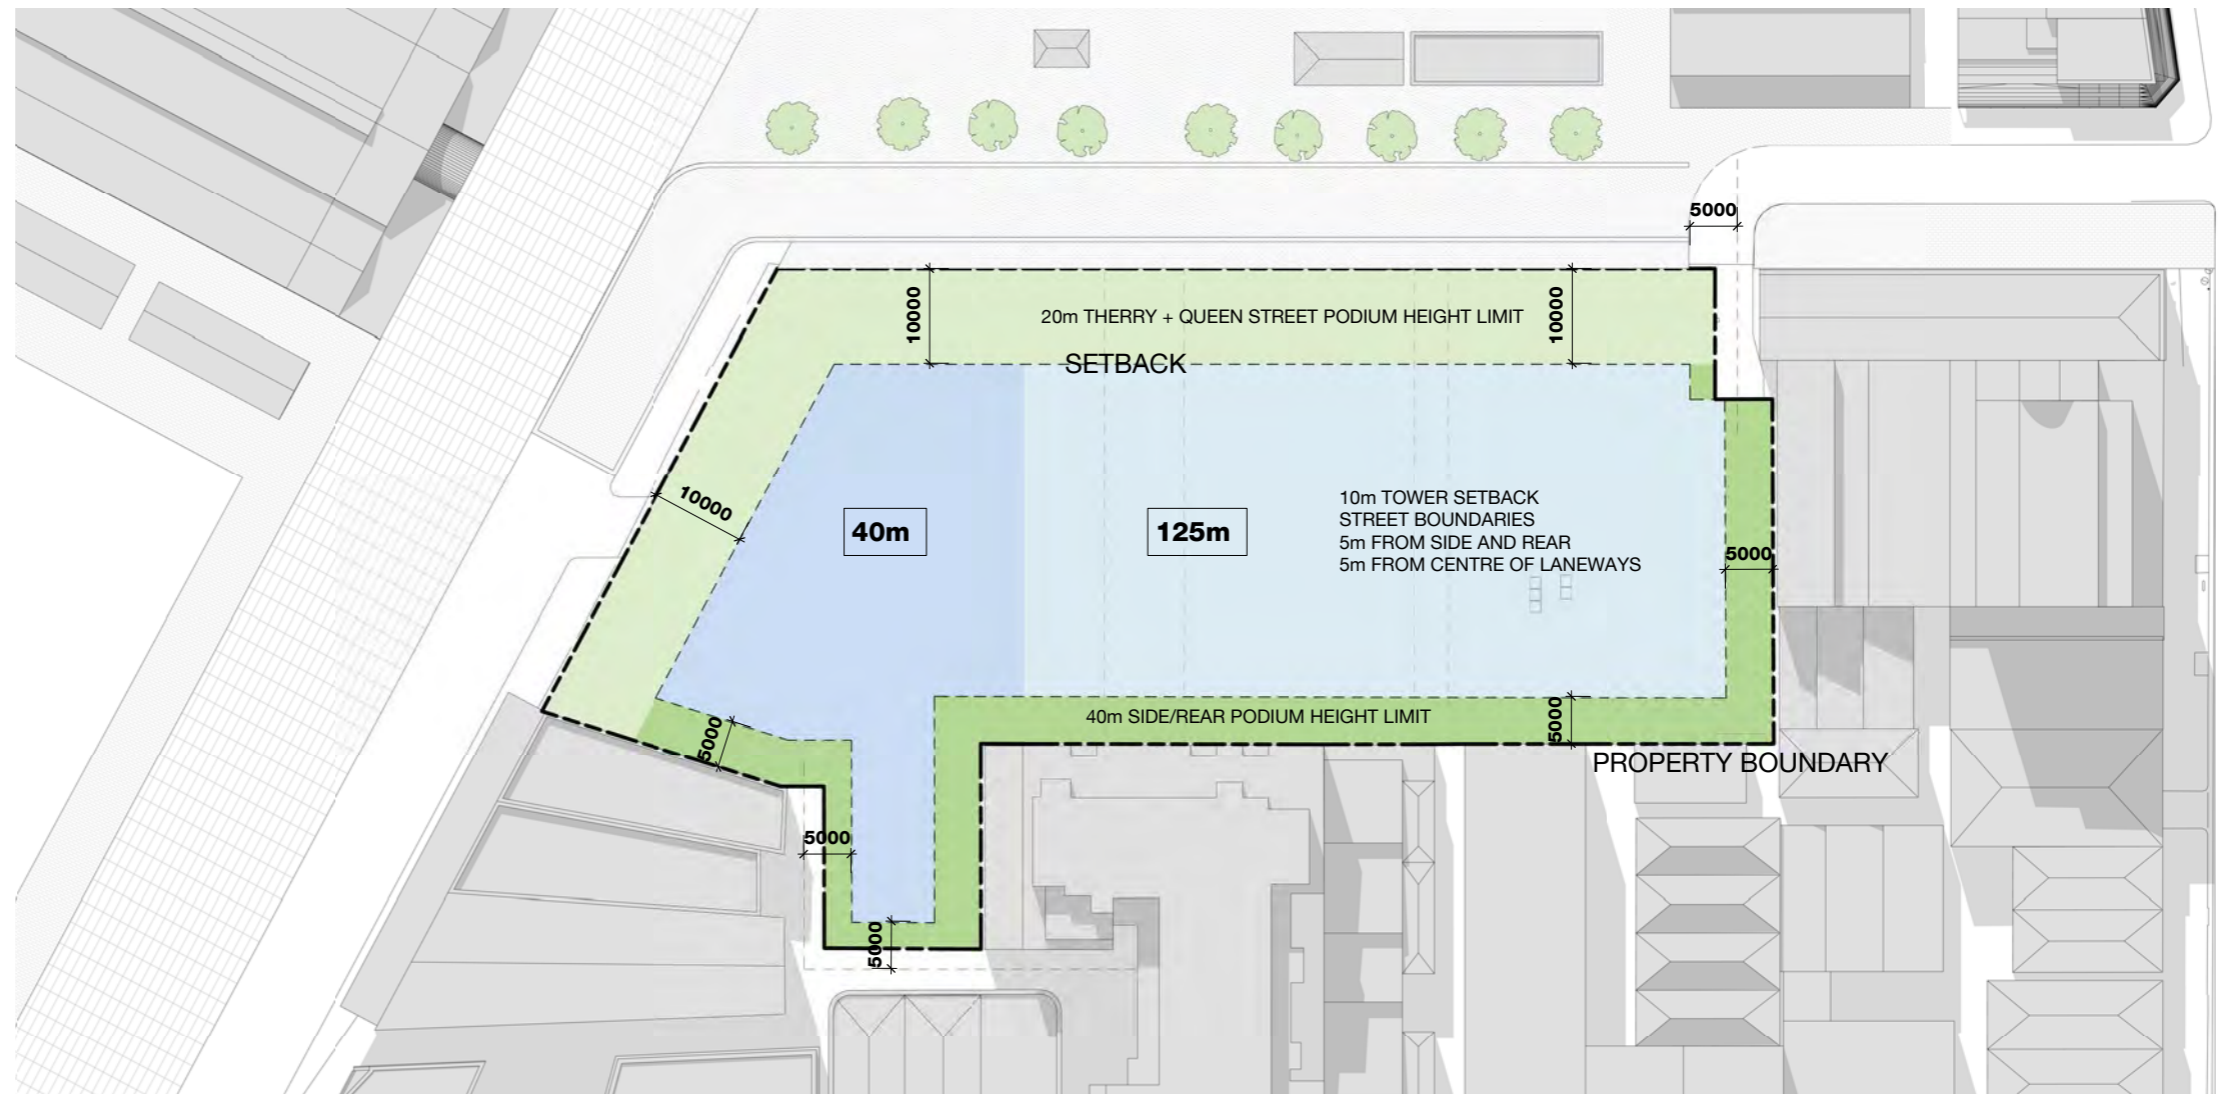 5000
10000
10000
20m THERRY + QUEEN STREET PODIUM HEIGHT LIMIT
SETBACK
10000
40m
125m
10m TOWER SETBACK
STREET BOUNDARIES
5m FROM SIDE AND REAR
5m FROM CENTRE OF LANEWAYS
5000
5000
40m SIDE/REAR PODIUM HEIGHT LIMIT
5000
PROPERTY BOUNDARY
5000
5000